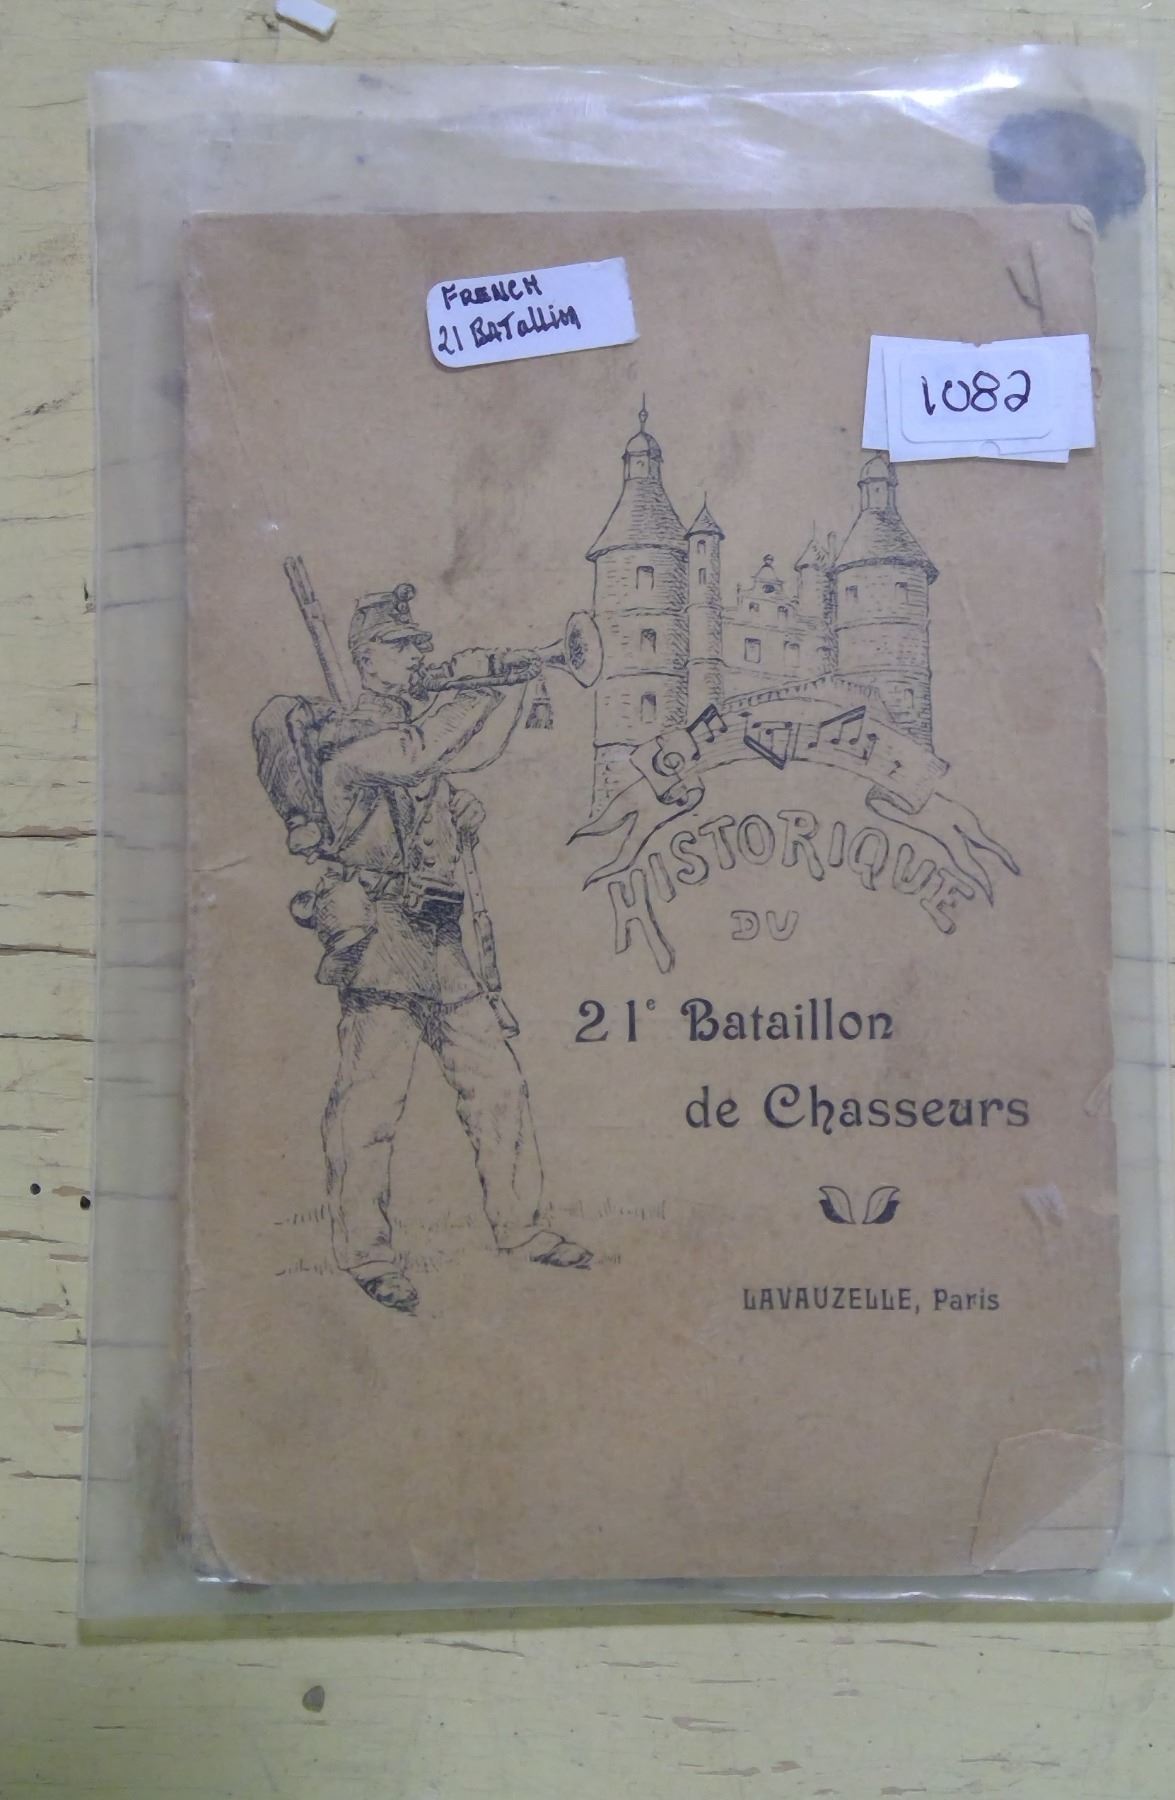 FRENCH
21 BATallion
1082
HISTORIQUE
DU
21e Bataillon
de Chasseurs
LAVAUZELLE, Paris